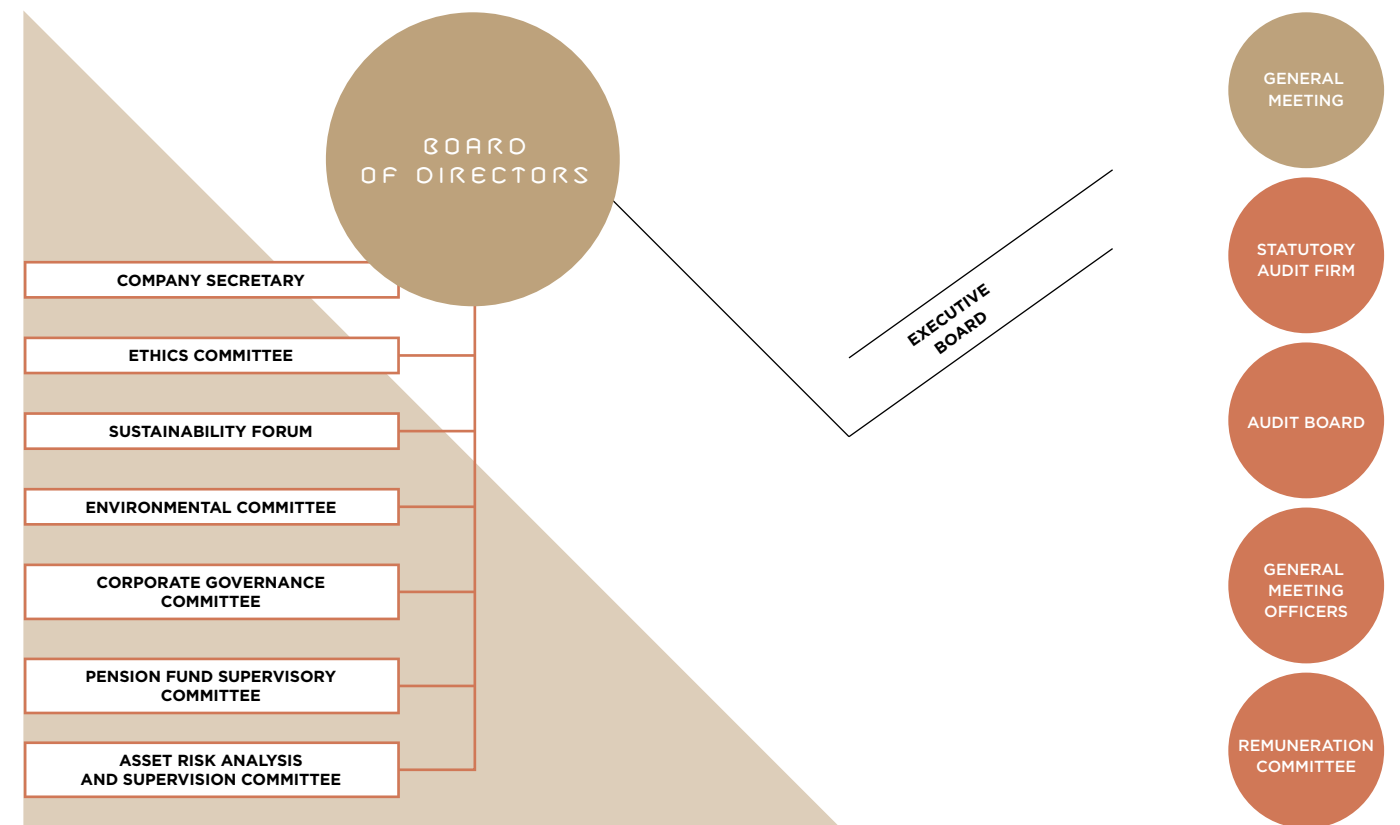 BOARD
OF DIRECTORS
COMPANY SECRETARY
ETHICS COMMITTEE
SUSTAINABILITY FORUM
ENVIRONMENTAL COMMITTEE
CORPORATE GOVERNANCE
COMMITTEE
PENSION FUND SUPERVISORY
COMMITTEE
ASSET RISK ANALYSIS
AND SUPERVISION COMMITTEE
EXECUTIVE
BOARD
GENERAL
MEETING
STATUTORY
AUDIT FIRM
AUDIT BOARD
GENERAL
MEETING
OFFICERS
REMUNERATION
COMMITTEE